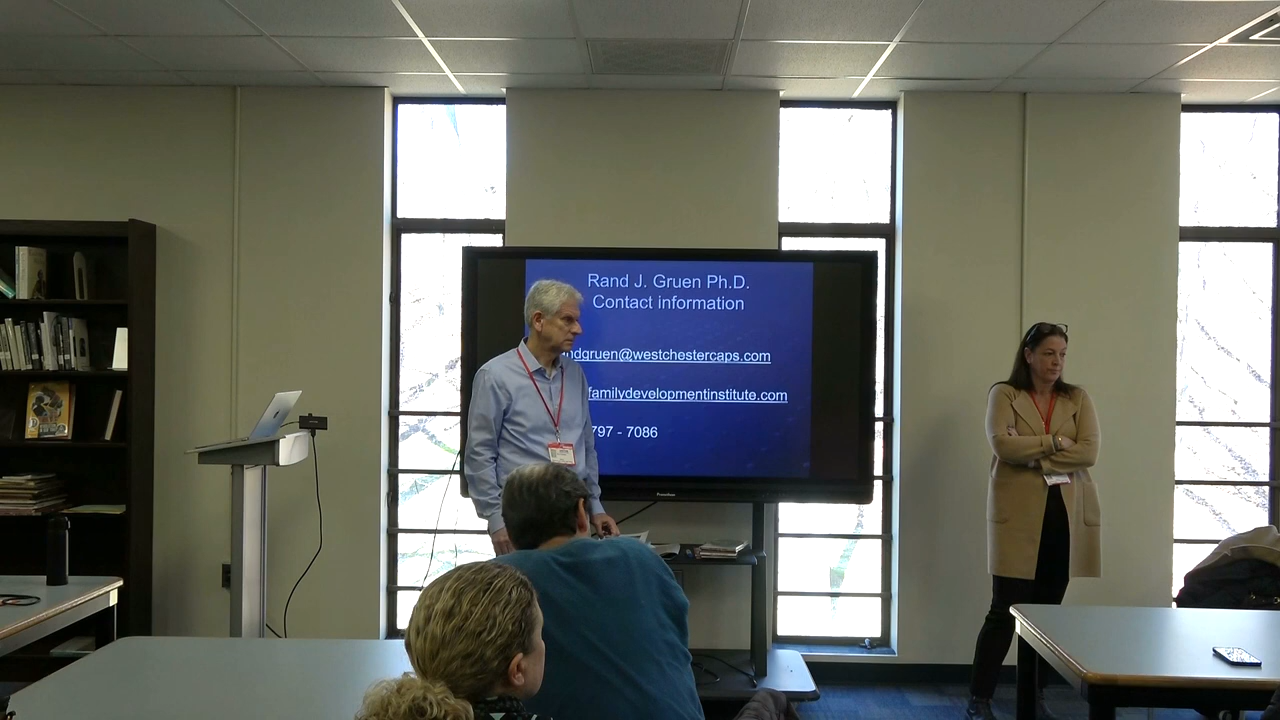 Rand J. Gruen Ph.D.
Contact information
ndgruen@westchestercaps.com
familydevelopmentinstitute.com
797 - 7086